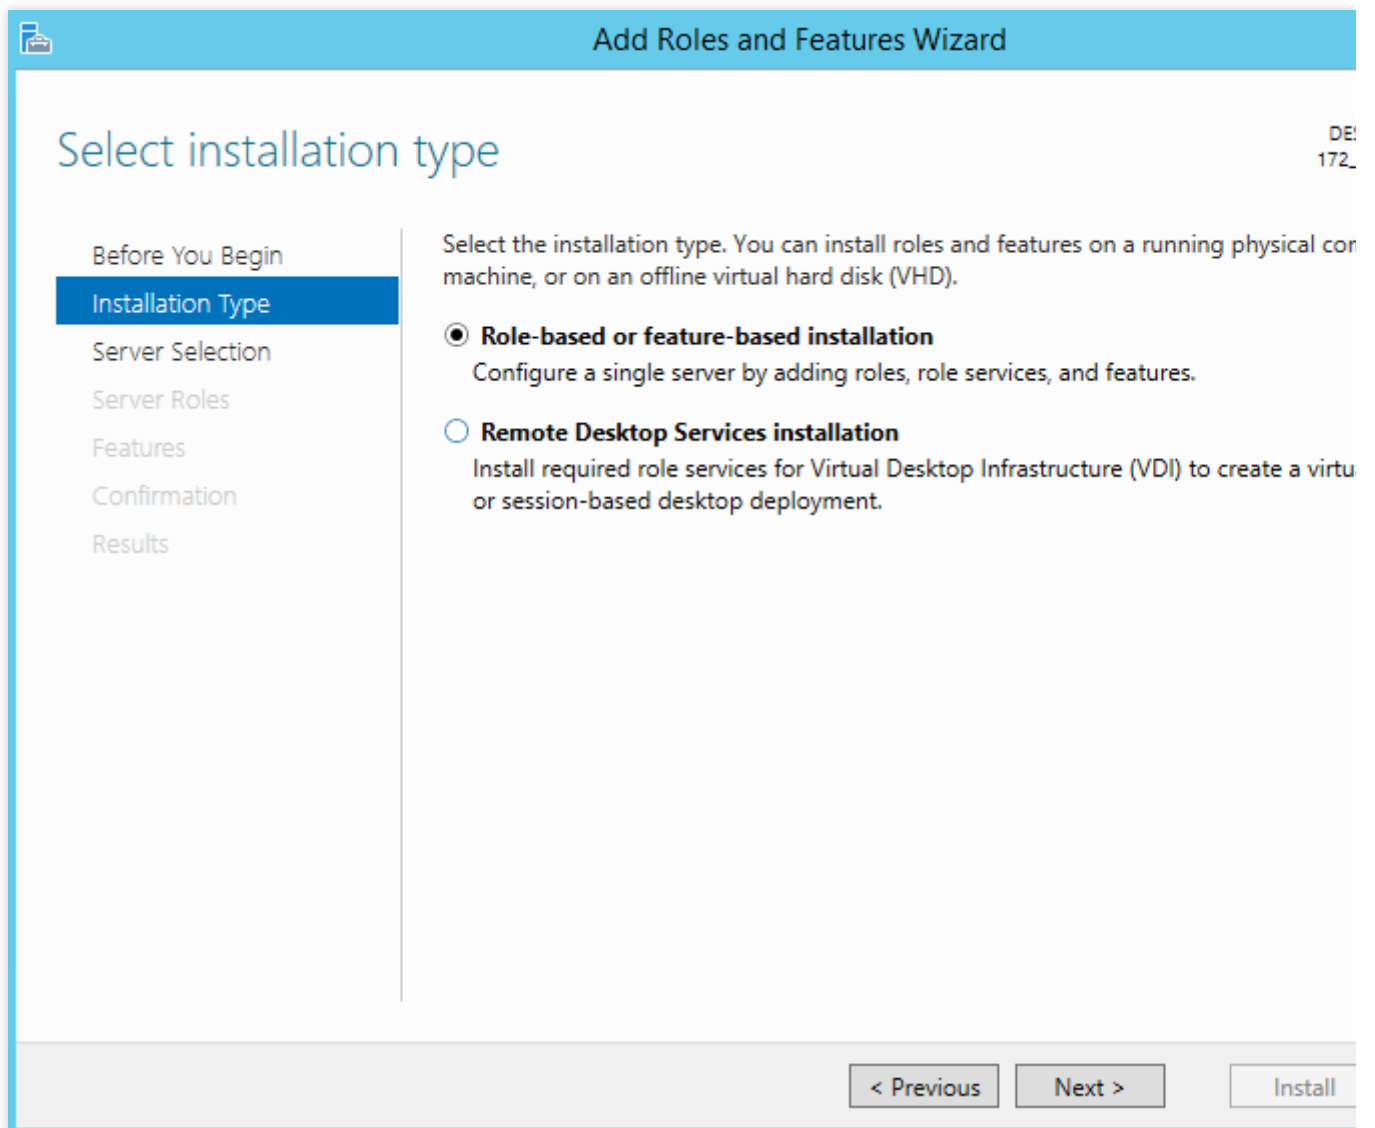 Add Roles and Features Wizard
Select installation type
172_
Before You Begin
Installation Type
Server Selection
Server Roles
Features
Confirmation
Results
Select the installation type. You can install roles and features on a running physical
machine, or on an offline virtual hard disk (VHD).
Role-based or feature-based installation
Configure a single server by adding roles, role services, and features.
Remote Desktop Services installation
Install required role services for Virtual Desktop Infrastructure (VDI) to create a
or session-based desktop deployment.
< Previous
Next >
Install